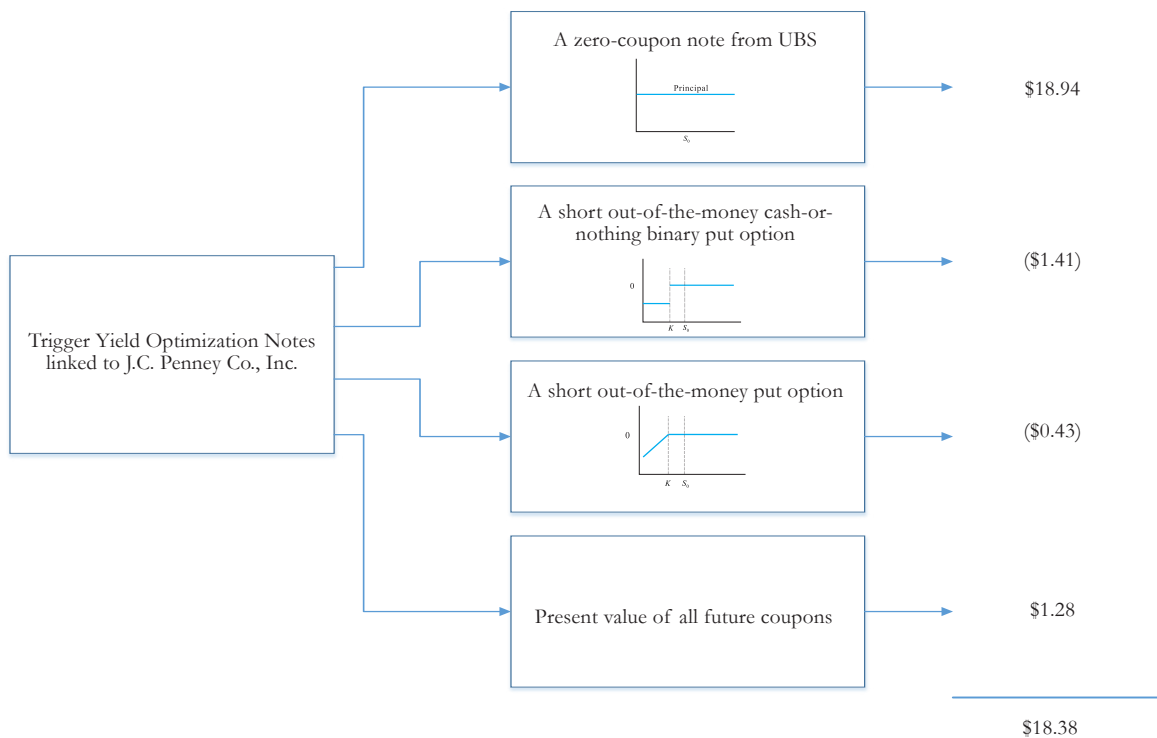 A zero-coupon note from UBS
Principal
S₀
$18.94
A short out-of-the-money cash-or-
nothing binary put option
0
K
S₀
($1.41)
Trigger Yield Optimization Notes
linked to J.C. Penney Co., Inc.
A short out-of-the-money put option
0
K
S₀
($0.43)
Present value of all future coupons
$1.28
$18.38